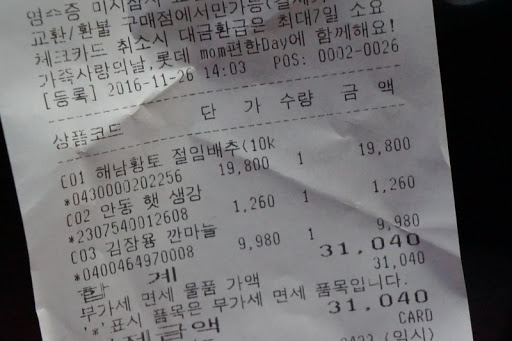 교환/환불 구매점에서만가능
체크카드 취소시 대금환급은 최대7일 소요
가족사랑의날,롯데 mom편한Day에 함께해요!
[등록] 2016-11-26 14:03 POS: 0002-0026
상품코드 단 가 수량 금 액
C01 해남황토 절임배추(10k
*0430000202256 19,800 1 19,800
C02 안동 햇 생강
*2307540012608 1,260 1 1,260
C03 김장용 깐마늘
*0400464970008 9,980 1 9,980
합 계 31,040
부가세 면세 물품 가액 31,040
'*'표시 품목은 부가세 면세 품목입니다.
31,040
CARD